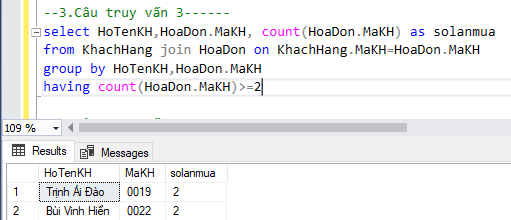 --3.Câu truy vấn 3------
select HoTenKH,HoaDon.MaKH, count(HoaDon.MaKH) as solanmua
from KhachHang join HoaDon on KhachHang.MaKH=HoaDon.MaKH
group by HoTenKH,HoaDon.MaKH
having count(HoaDon.MaKH)>=2
109 %
Results Messages
HoTenKH MaKH solanmua
1 Trịnh Ái Đào 0019 2
2 Bùi Vinh Hiển 0022 2